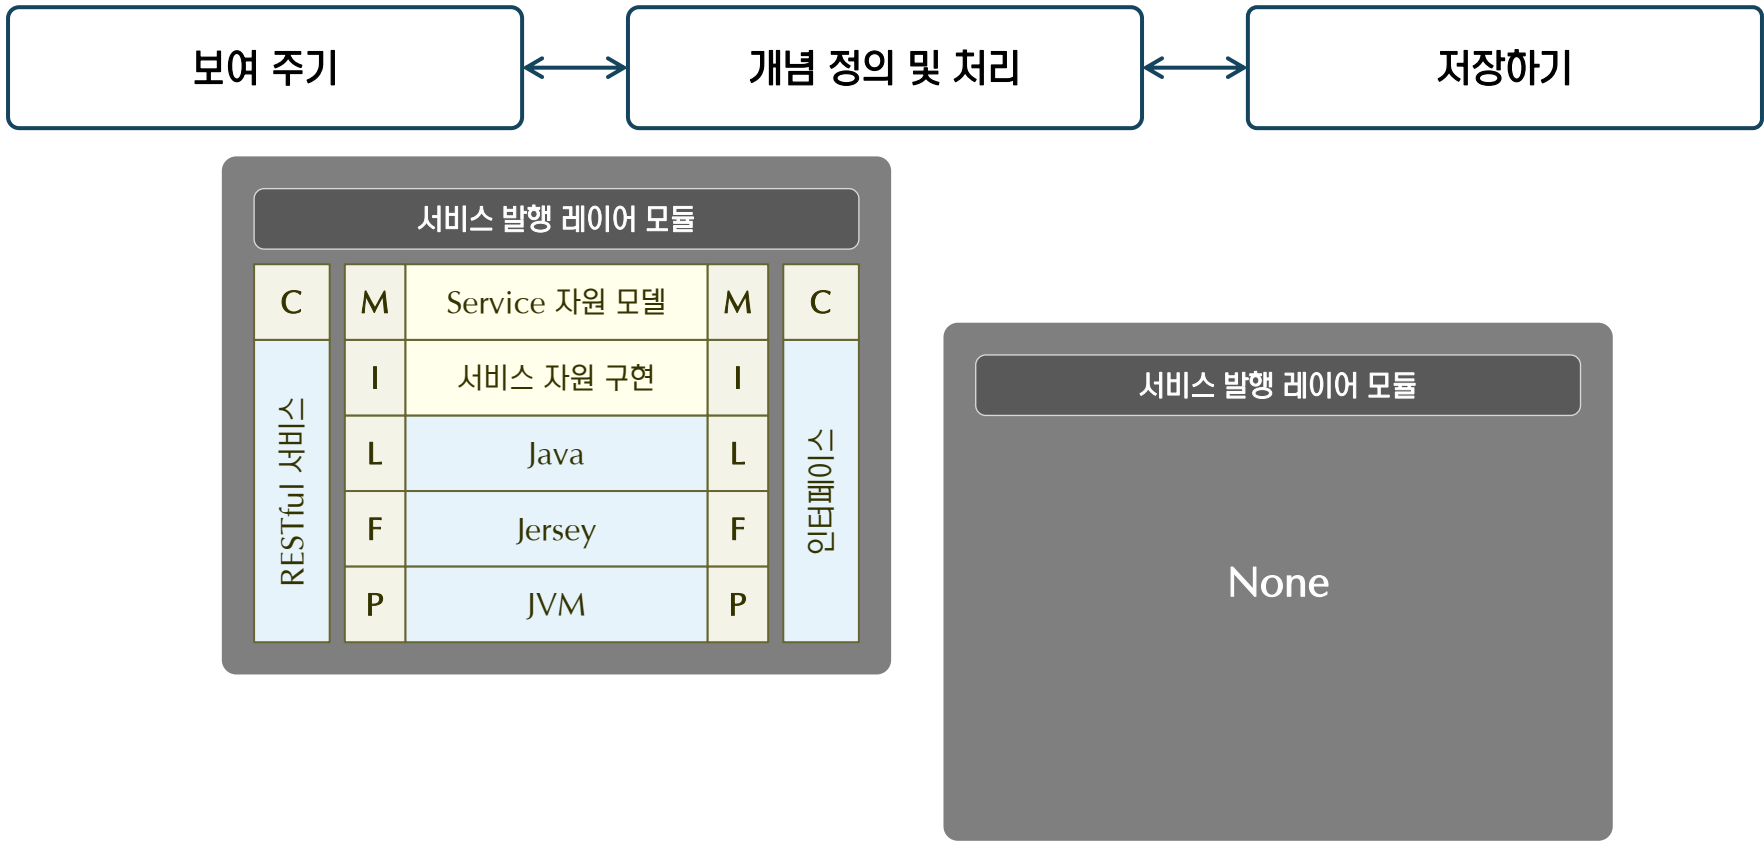 보여 주기
개념 정의 및 처리
저장하기
서비스 발행 레이어 모듈
C
M
Service 자원 모델
M
C
RESTful 서비스
I
서비스 자원 구현
I
인터페이스
L
Java
L
F
Jersey
F
P
JVM
P
서비스 발행 레이어 모듈
None